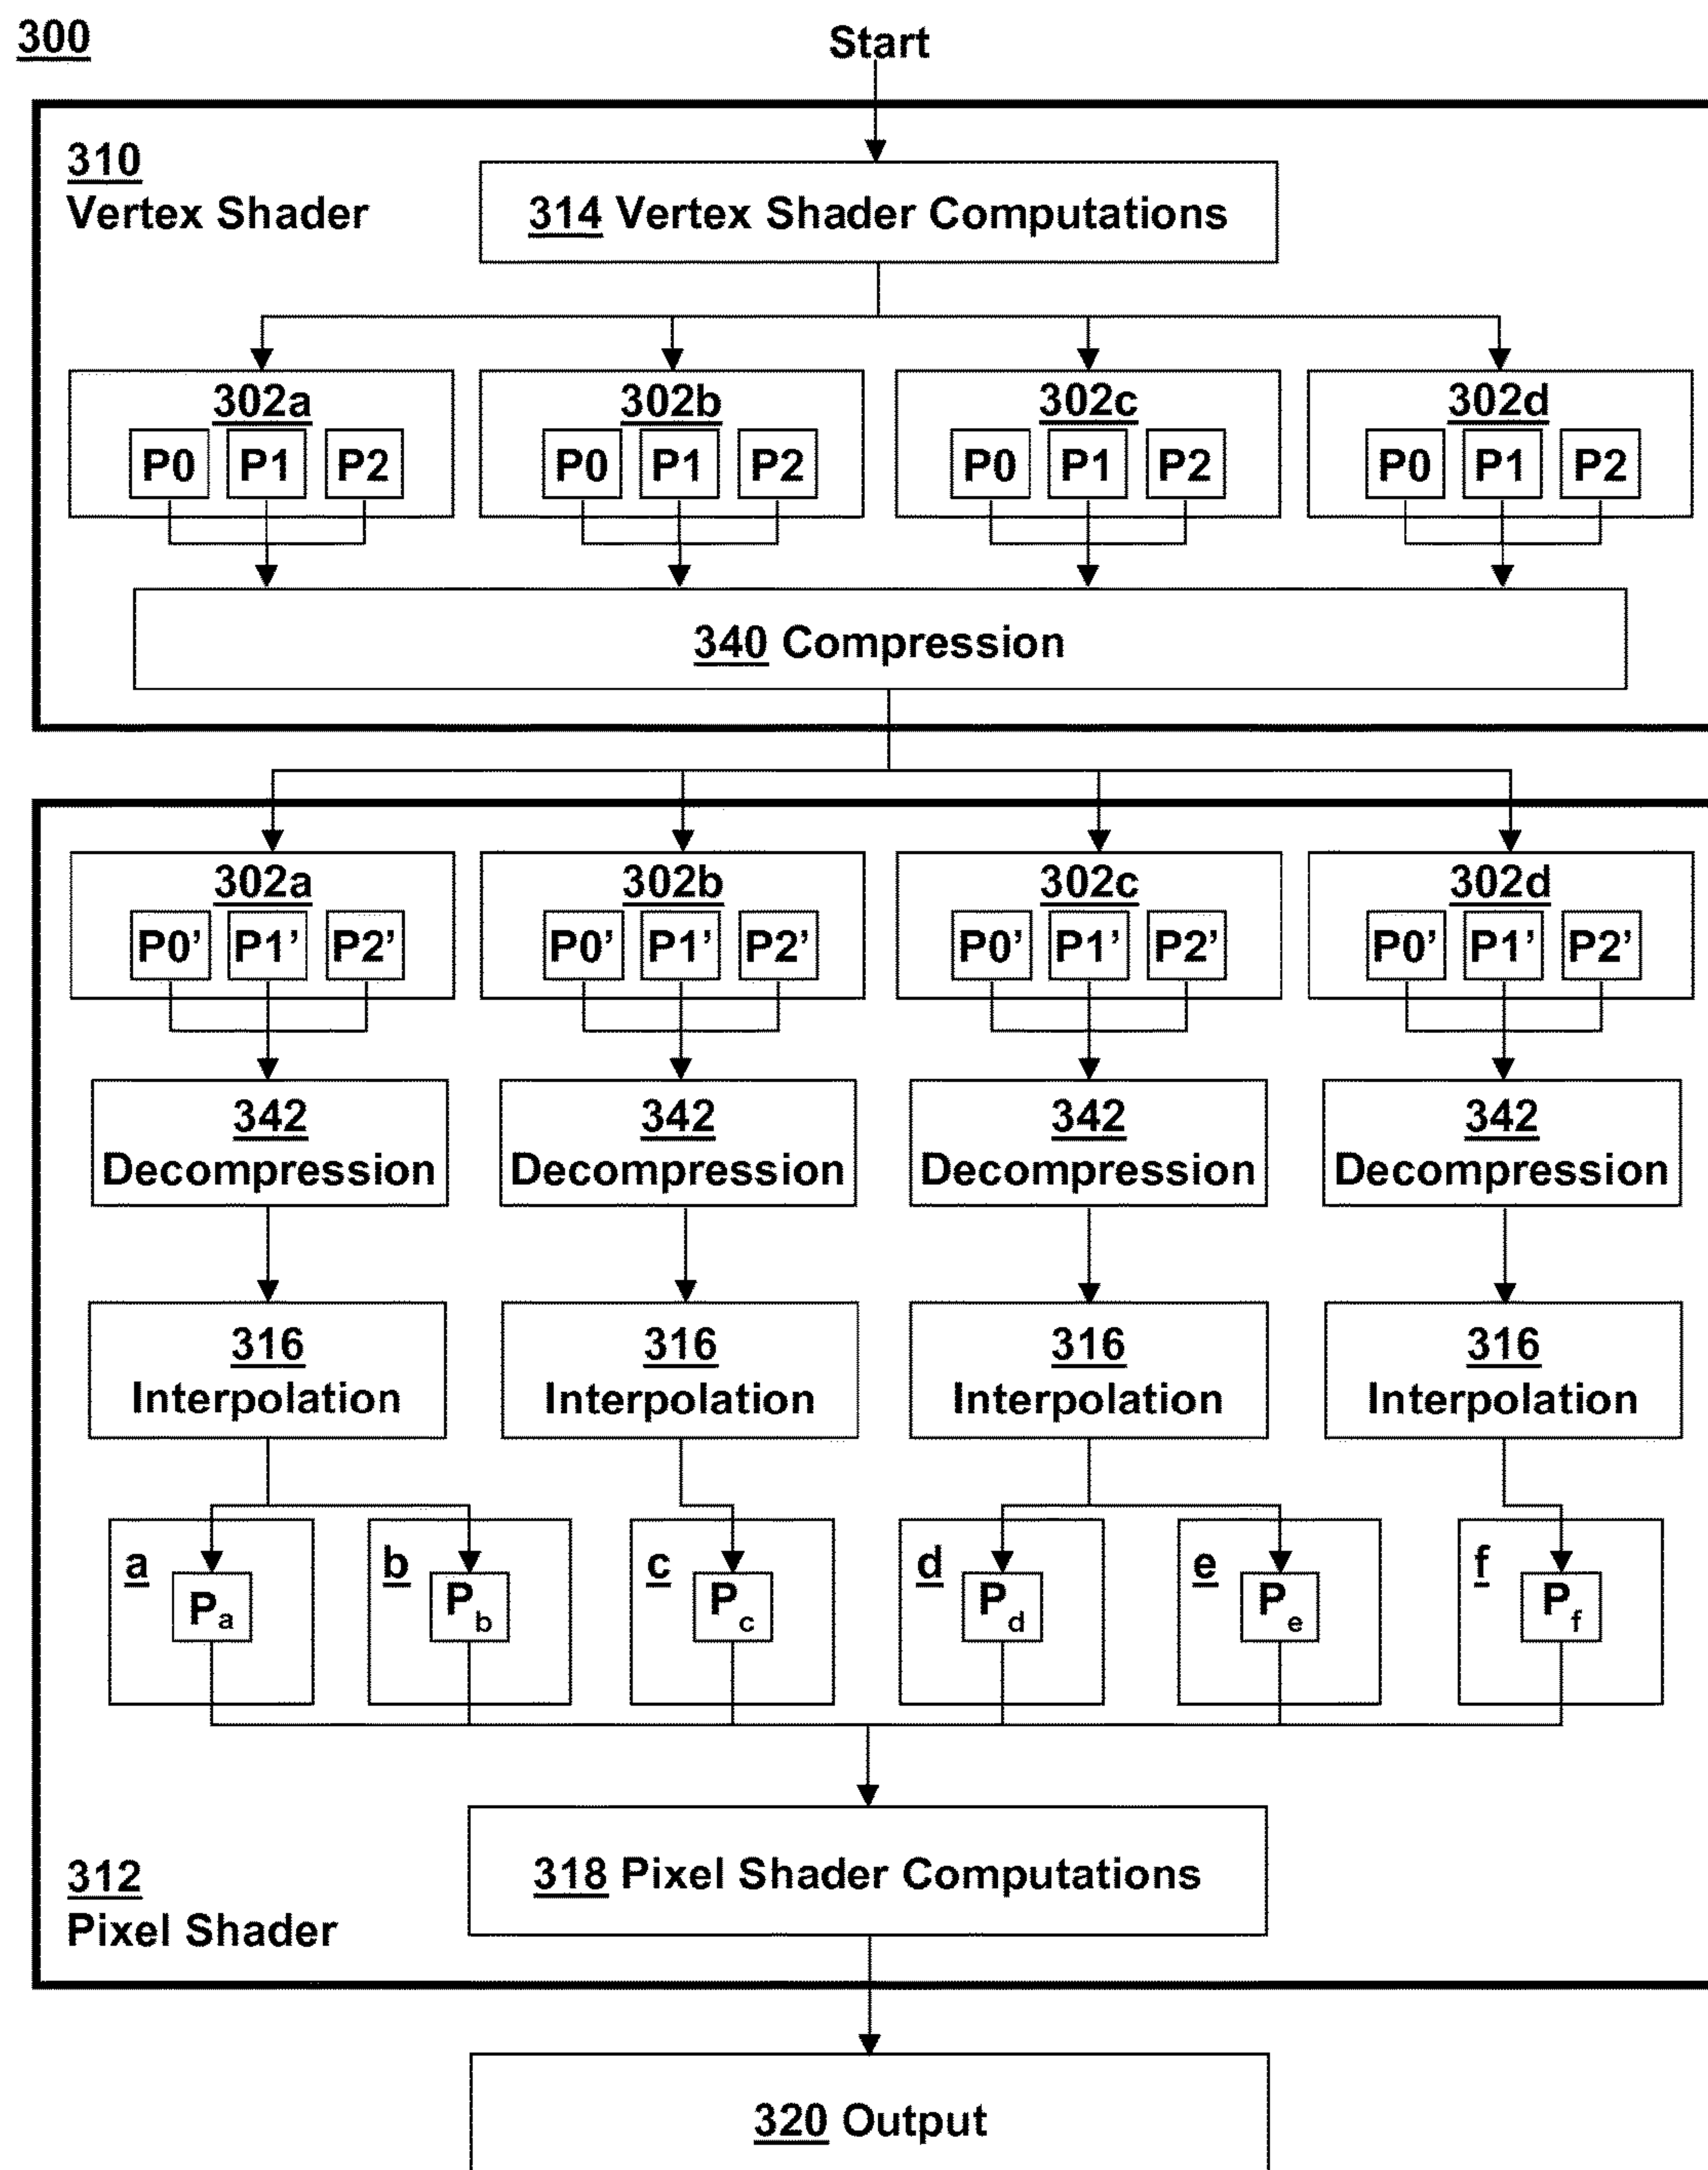 300
Start
310
Vertex Shader
314 Vertex Shader Computations
302a 302b 302c 302d
P0 P1 P2 P0 P1 P2 P0 P1 P2 P0 P1 P2
340 Compression
302a 302b 302c 302d
P0’ P1’ P2’ P0’ P1’ P2’ P0’ P1’ P2’ P0’ P1’ P2’
342 342 342 342
Decompression Decompression Decompression Decompression
316 316 316 316
Interpolation Interpolation Interpolation Interpolation
a b c d e f
Pa Pb Pc Pd Pe Pf
318 Pixel Shader Computations
312
Pixel Shader
320 Output